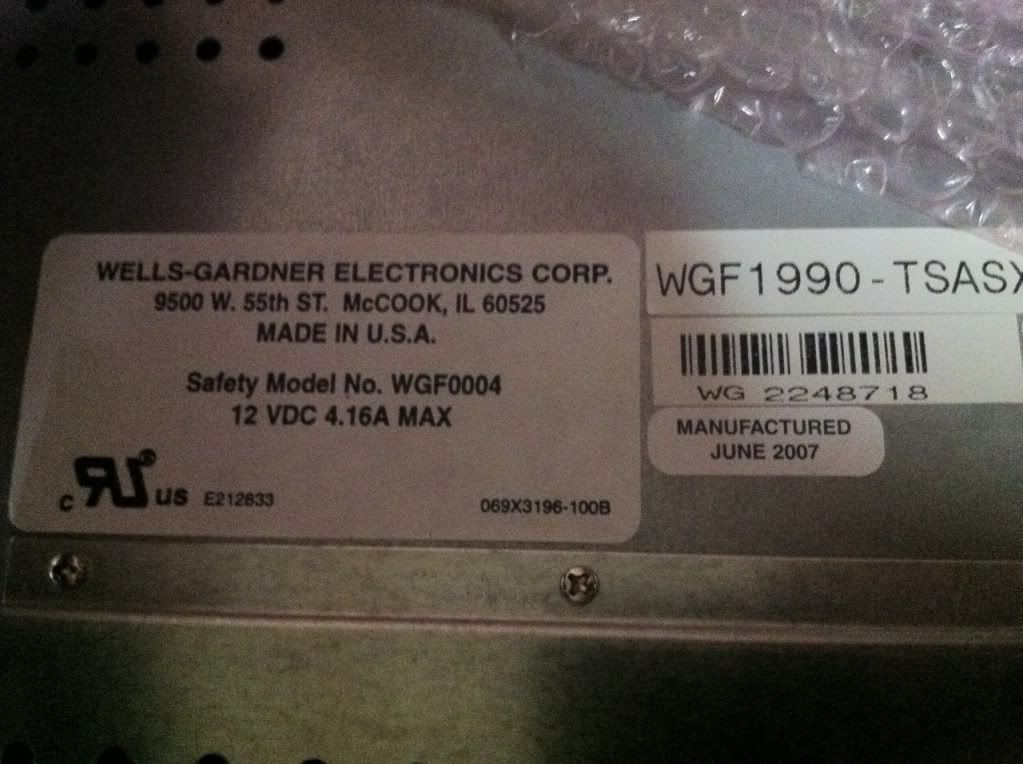 WELLS-GARDNER ELECTRONICS CORP.
9500 W. 55th ST. McCOOK, IL 60525
MADE IN U.S.A.
Safety Model No. WGF0004
12 VDC 4.16A MAX
c RU US E212833
069X3196-100B
WGF1990-TSASX
WG 2248718
MANUFACTURED
JUNE 2007